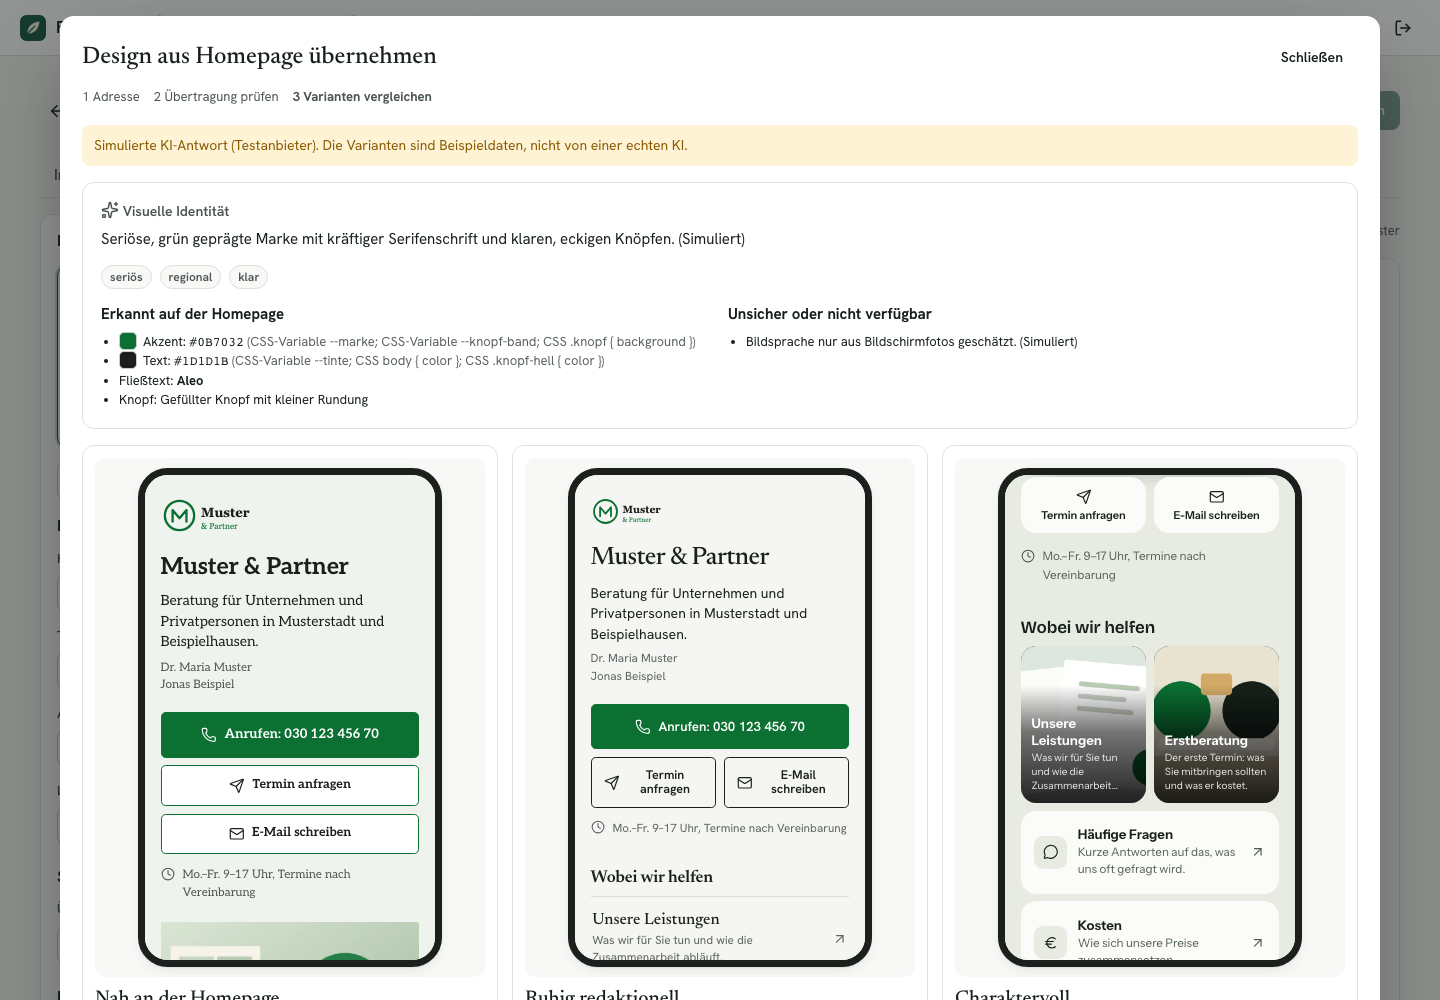 Design aus Homepage übernehmen
Schließen
1 Adresse 2 Übertragung prüfen 3 Varianten vergleichen
Simulierte KI-Antwort (Testanbieter). Die Varianten sind Beispieldaten, nicht von einer echten KI.
Visuelle Identität
Seriöse, grün geprägte Marke mit kräftiger Serifenschrift und klaren, eckigen Knöpfen. (Simuliert)
seriös regional klar
Erkannt auf der Homepage
Akzent: #0B7032 (CSS-Variable --marke; CSS-Variable --knopf-band; CSS .knopf { background })
Text: #1D1D1B (CSS-Variable --tinte; CSS body { color }; CSS .knopf-hell { color })
Fließtext: Aleo
Knopf: Gefüllter Knopf mit kleiner Rundung
Unsicher oder nicht verfügbar
Bildsprache nur aus Bildschirmfotos geschätzt. (Simuliert)
Muster
& Partner
Muster & Partner
Beratung für Unternehmen und
Privatpersonen in Musterstadt und
Beispielhausen.
Dr. Maria Muster
Jonas Beispiel
Anrufen: 030 123 456 70
Termin anfragen
E-Mail schreiben
Mo.–Fr. 9–17 Uhr, Termine nach
Vereinbarung
Nah an der Homepage
Muster
& Partner
Muster & Partner
Beratung für Unternehmen und
Privatpersonen in Musterstadt und
Beispielhausen.
Dr. Maria Muster
Jonas Beispiel
Anrufen: 030 123 456 70
Termin
anfragen
E-Mail
schreiben
Mo.–Fr. 9–17 Uhr, Termine nach Vereinbarung
Wobei wir helfen
Unsere Leistungen
Was wir für Sie tun und wie die
Zusammenarbeit abläuft.
Ruhig redaktionell
Termin anfragen
E-Mail schreiben
Mo.–Fr. 9–17 Uhr, Termine nach
Vereinbarung
Wobei wir helfen
Unsere
Leistungen
Was wir für Sie tun
und wie die
Zusammenarbeit...
Erstberatung
Der erste Termin: was
Sie mitbringen sollten
und was er kostet.
Häufige Fragen
Kurze Antworten auf das, was
uns oft gefragt wird.
€
Kosten
Wie sich unsere Preise
zusammensetzen
Charaktervoll